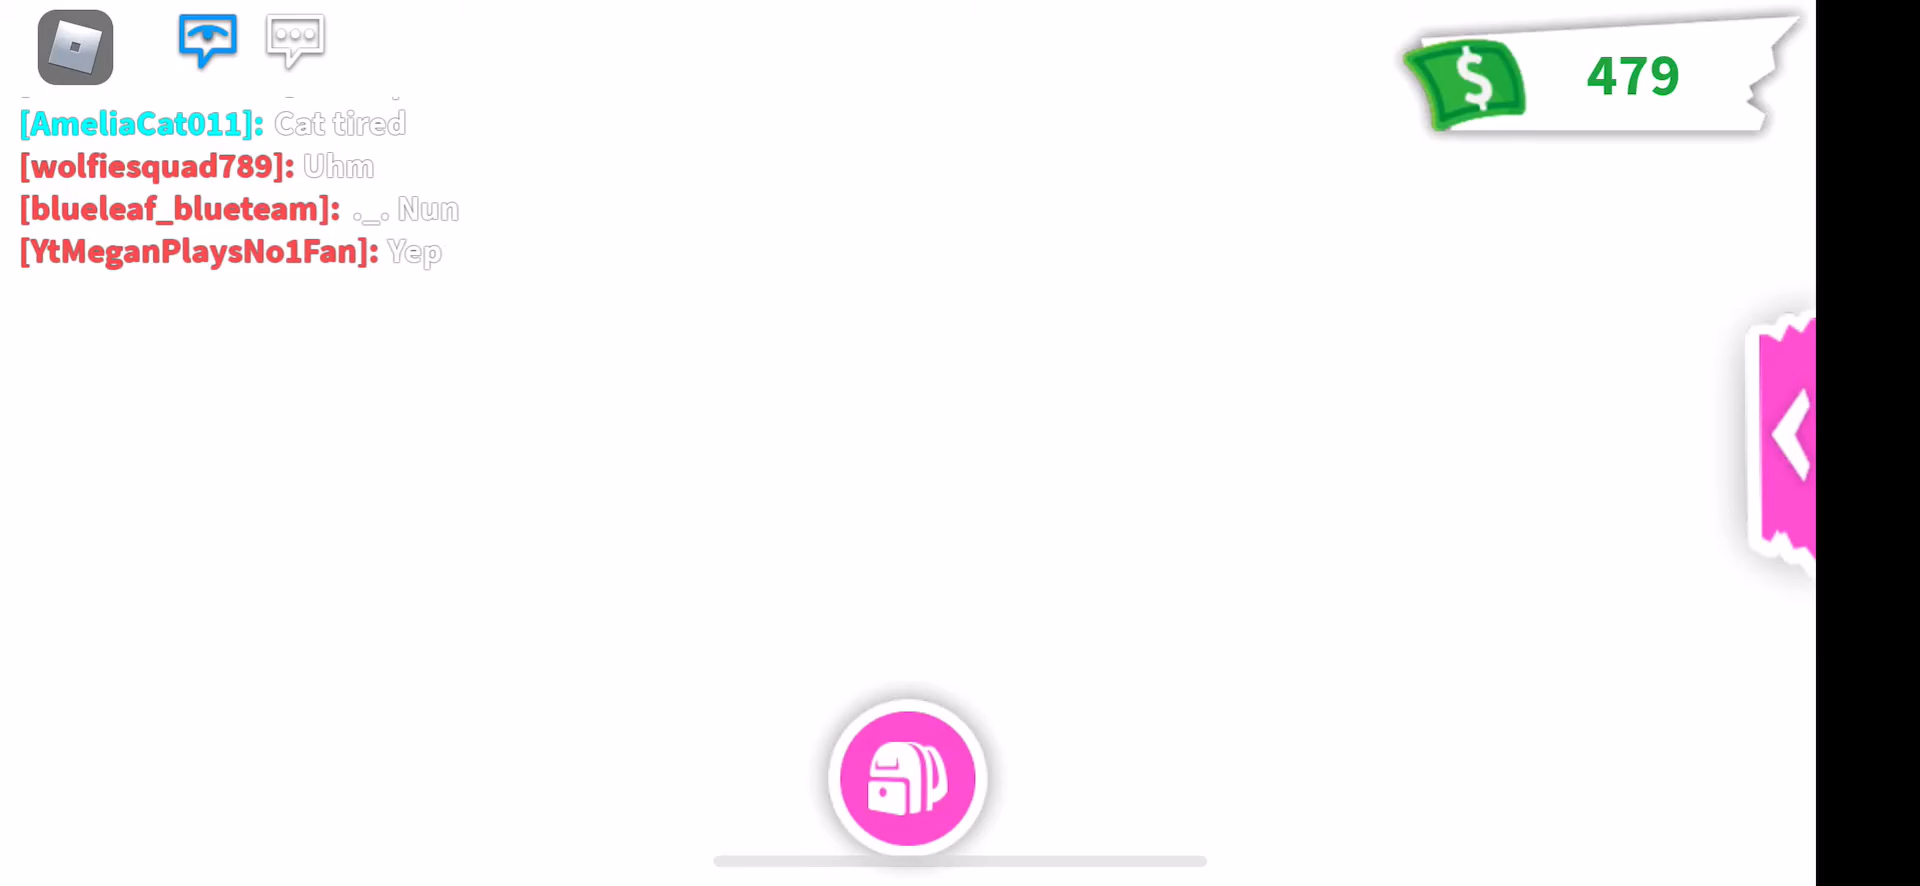 [AmeliaCat011]: Cat tired
[wolfiesquad789]: Uhm
[blueleaf_blueteam]: ._. Nun
[YtMeganPlaysNo1Fan]: Yep
$ 479